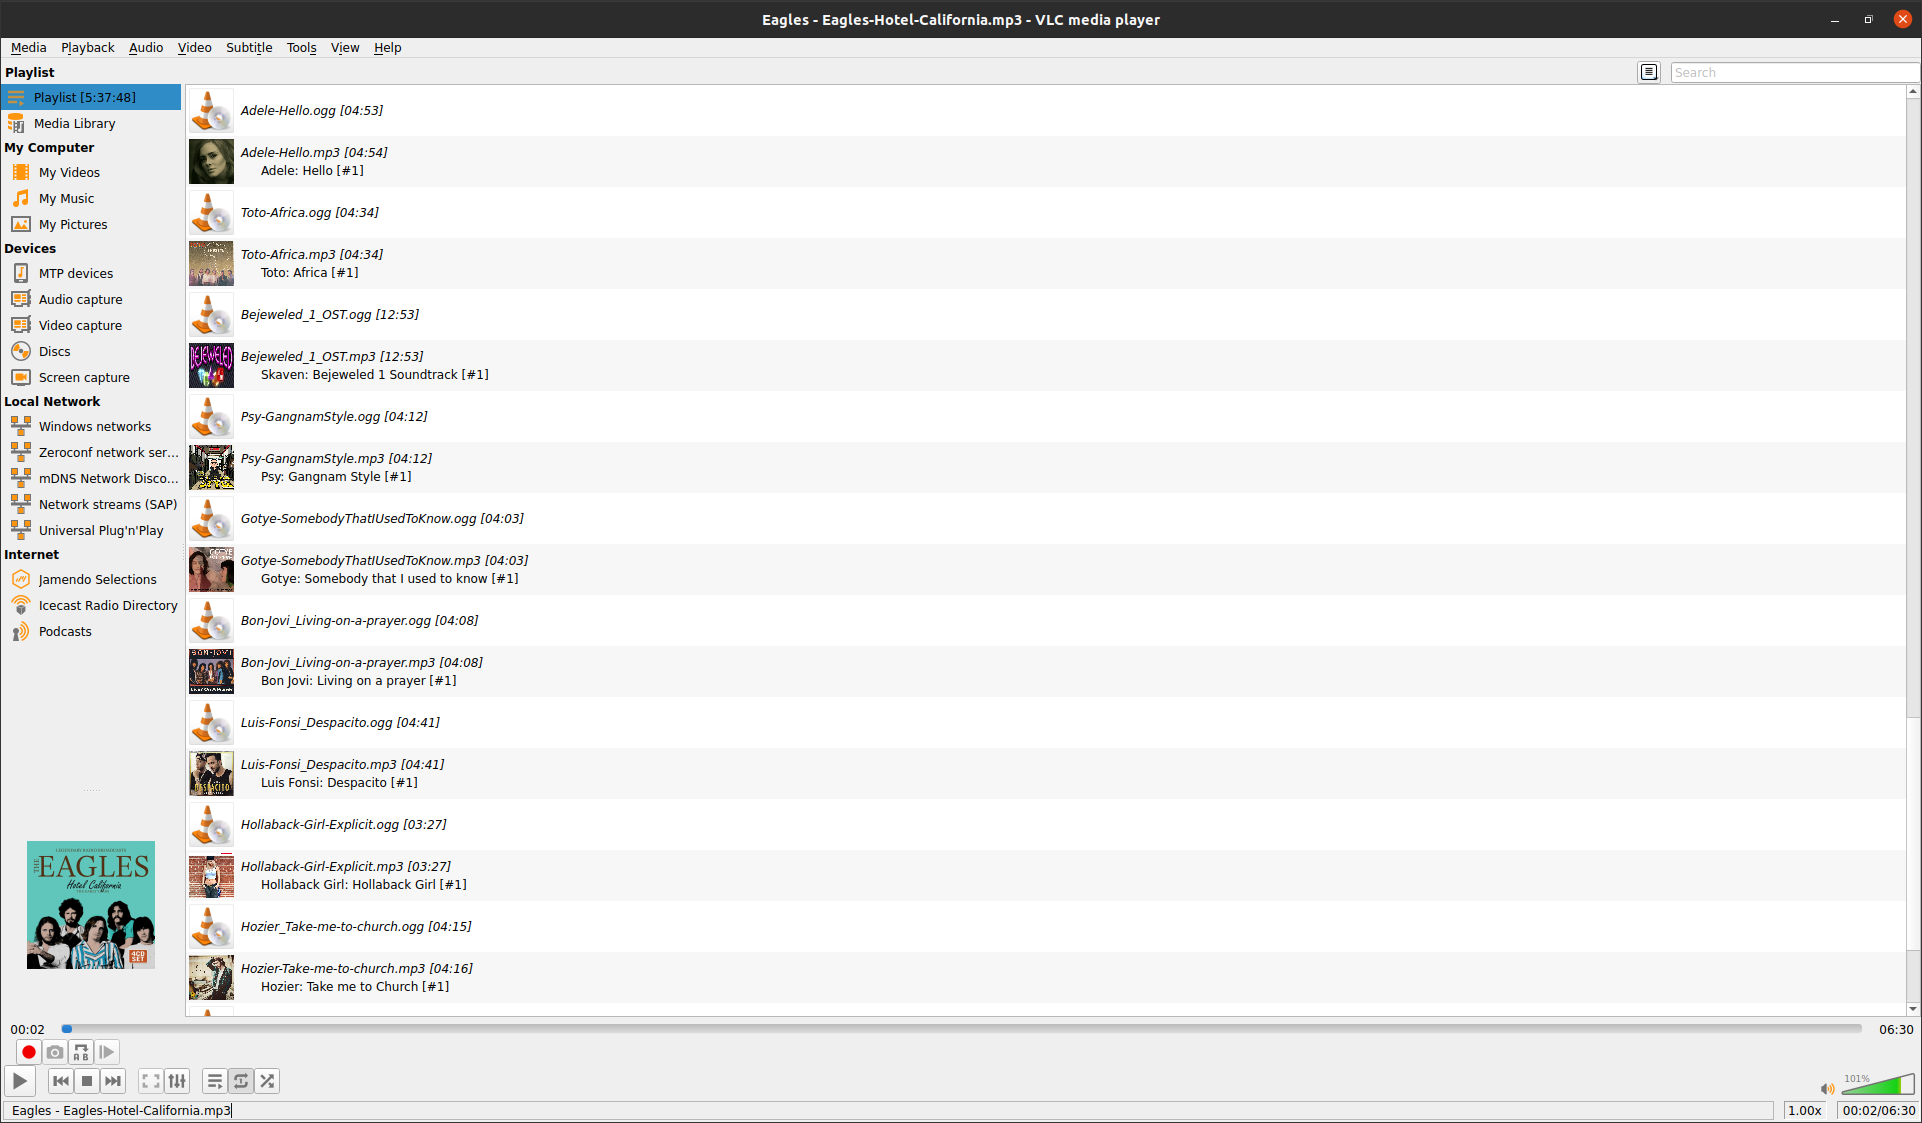 Eagles - Eagles-Hotel-California.mp3 - VLC media player
Media Playback Audio Video Subtitle Tools View Help
Playlist
Search
Playlist [5:37:48]
Media Library
My Computer
My Videos
My Music
My Pictures
Devices
MTP devices
Audio capture
Video capture
Discs
Screen capture
Local Network
Windows networks
Zeroconf network ser...
mDNS Network Disco...
Network streams (SAP)
Universal Plug'n'Play
Internet
Jamendo Selections
Icecast Radio Directory
Podcasts
THE EAGLES
Hotel California
4CD SET
Adele-Hello.ogg [04:53]
Adele-Hello.mp3 [04:54]
Adele: Hello [#1]
Toto-Africa.ogg [04:34]
Toto-Africa.mp3 [04:34]
Toto: Africa [#1]
Bejeweled_1_OST.ogg [12:53]
BEJEWELED
Bejeweled_1_OST.mp3 [12:53]
Skaven: Bejeweled 1 Soundtrack [#1]
Psy-GangnamStyle.ogg [04:12]
Psy-GangnamStyle.mp3 [04:12]
Psy: Gangnam Style [#1]
Gotye-SomebodyThatIUsedToKnow.ogg [04:03]
GOTYE
Gotye-SomebodyThatIUsedToKnow.mp3 [04:03]
Gotye: Somebody that I used to know [#1]
Bon-Jovi_Living-on-a-prayer.ogg [04:08]
BON JOVI
Bon-Jovi_Living-on-a-prayer.mp3 [04:08]
Bon Jovi: Living on a prayer [#1]
Luis-Fonsi_Despacito.ogg [04:41]
DESPACITO
Luis-Fonsi_Despacito.mp3 [04:41]
Luis Fonsi: Despacito [#1]
Hollaback-Girl-Explicit.ogg [03:27]
Hollaback-Girl-Explicit.mp3 [03:27]
Hollaback Girl: Hollaback Girl [#1]
Hozier_Take-me-to-church.ogg [04:15]
Hozier-Take-me-to-church.mp3 [04:16]
Hozier: Take me to Church [#1]
00:02
06:30
A B
101%
Eagles - Eagles-Hotel-California.mp3
1.00x
00:02/06:30